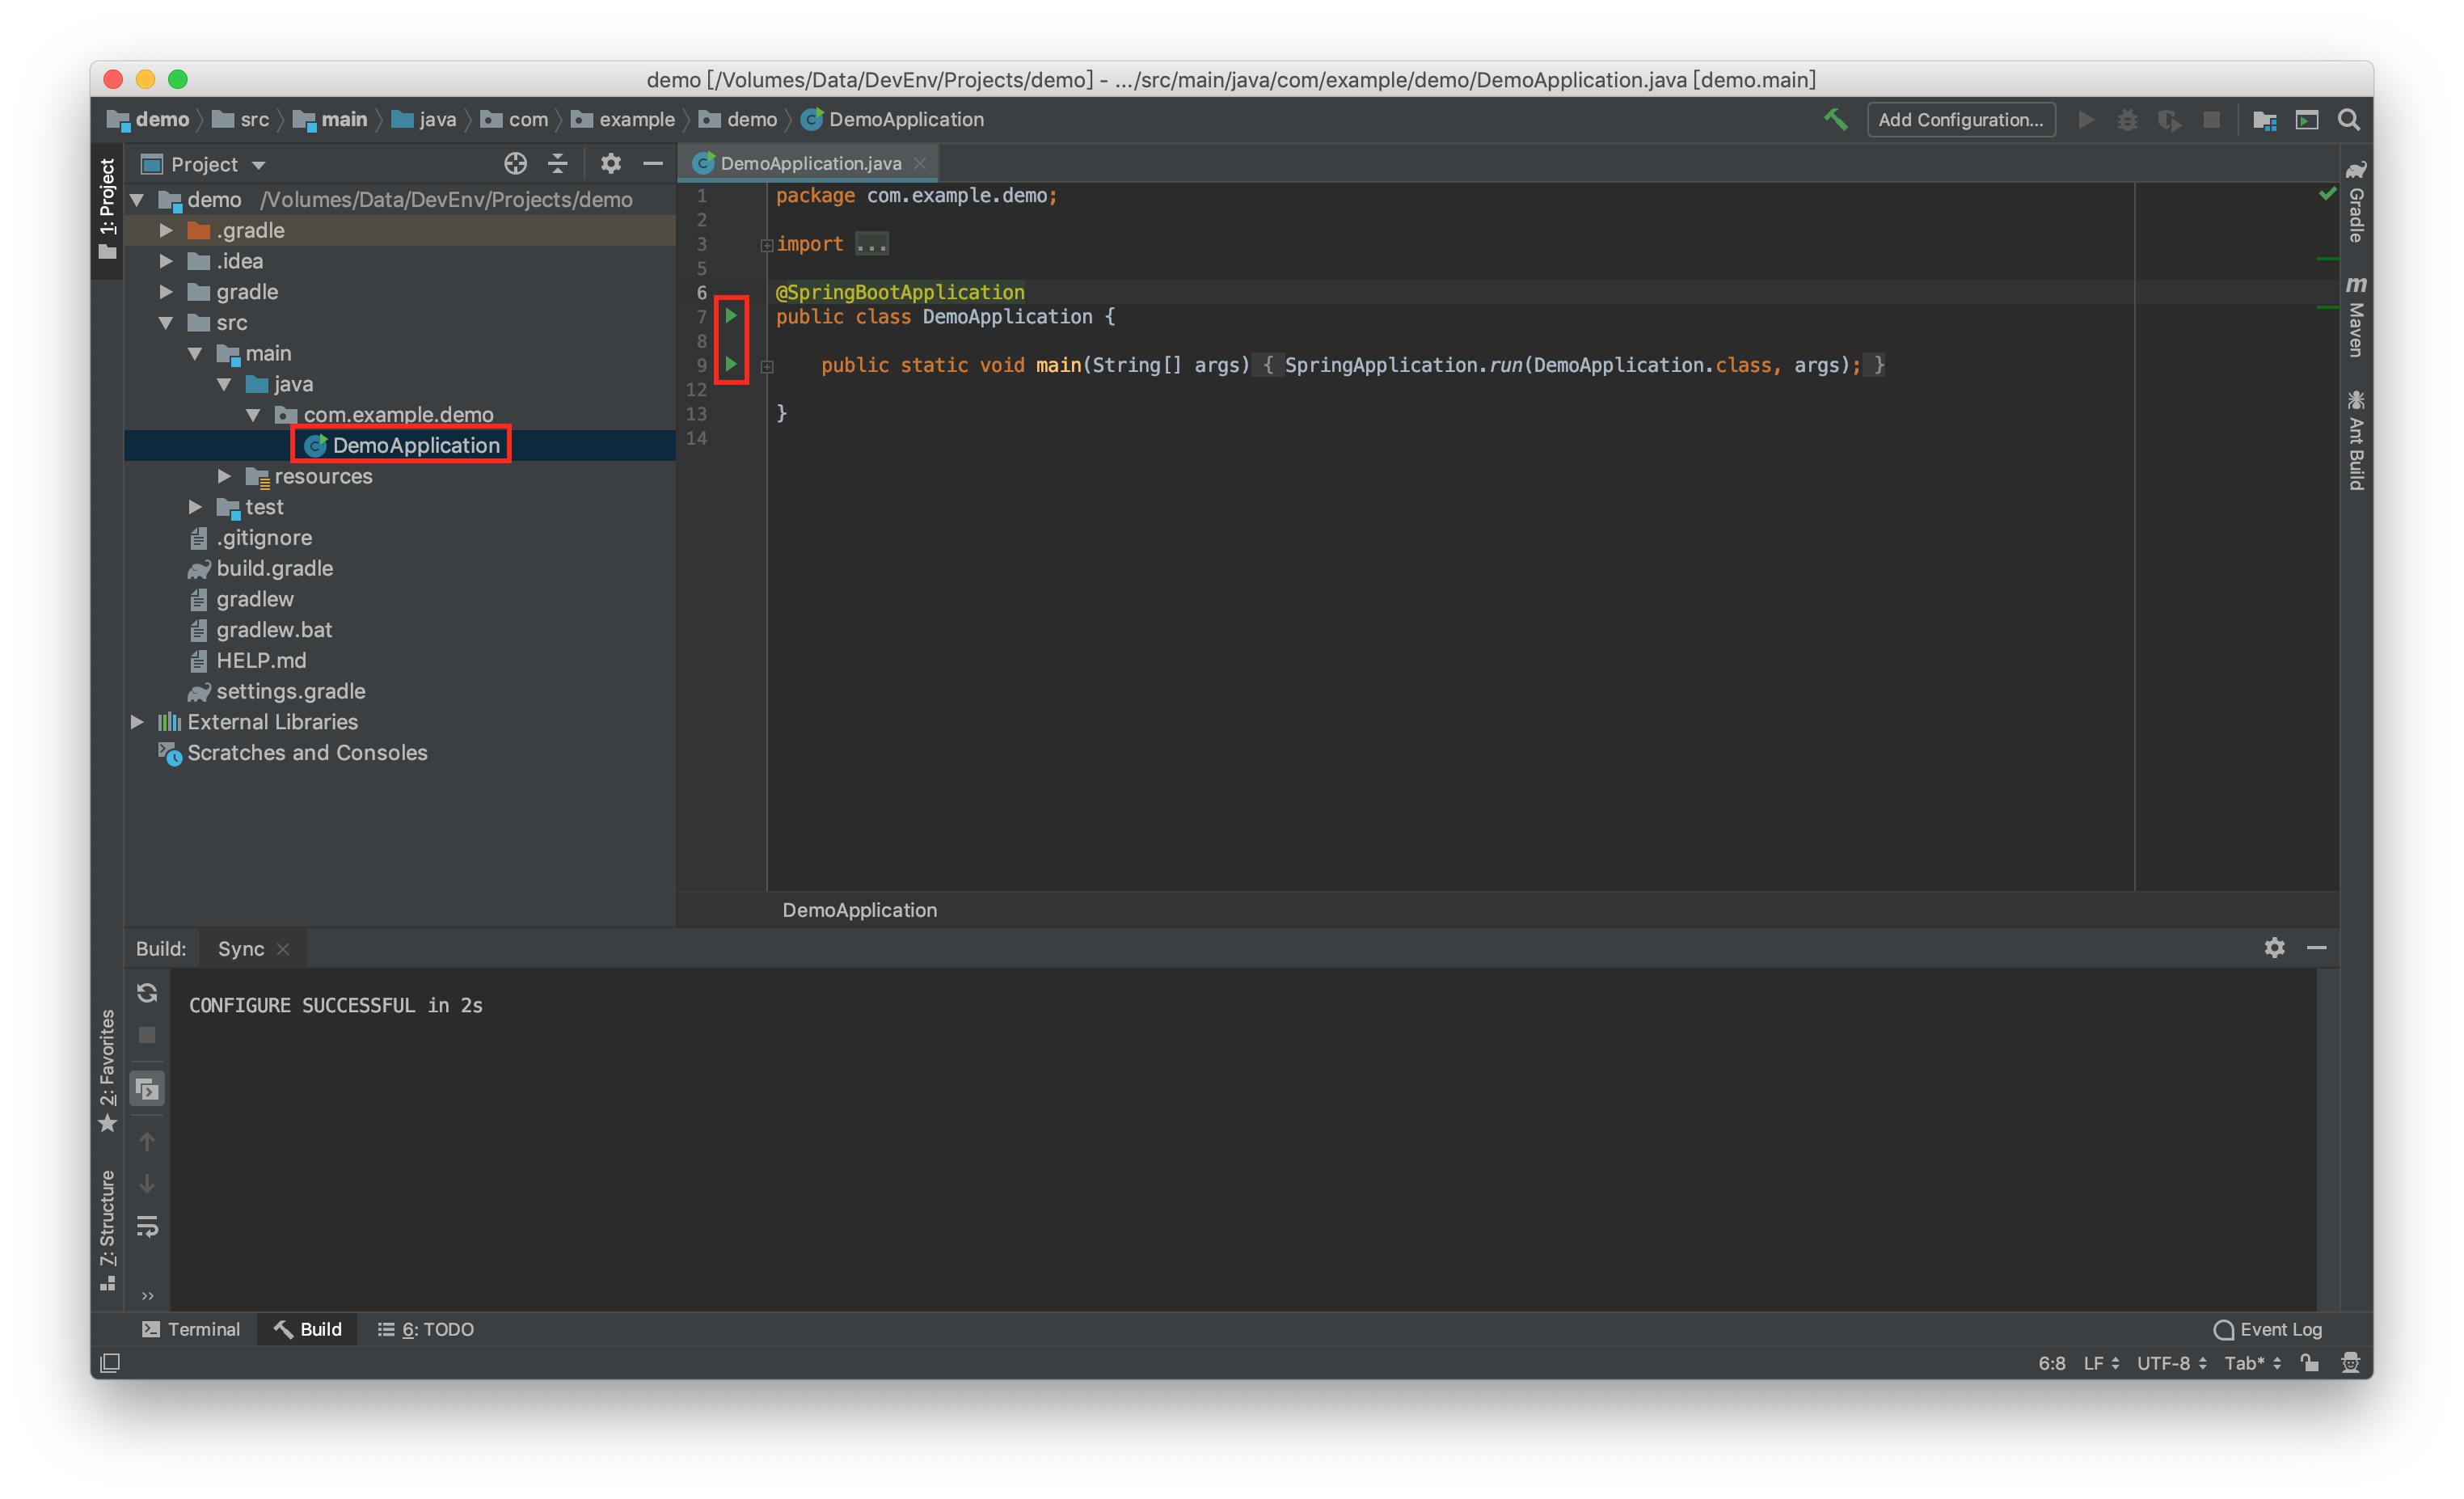 demo [/Volumes/Data/DevEnv/Projects/demo] - .../src/main/java/com/example/demo/DemoApplication.java [demo.main]
demo src main java com example demo DemoApplication
Add Configuration...
1: Project
Project
demo /Volumes/Data/DevEnv/Projects/demo
.gradle
.idea
gradle
src
main
java
com.example.demo
DemoApplication
resources
test
.gitignore
build.gradle
gradlew
gradlew.bat
HELP.md
settings.gradle
External Libraries
Scratches and Consoles
DemoApplication.java
1 package com.example.demo;
2
3 import ...
5
6 @SpringBootApplication
7 public class DemoApplication {
8
9 public static void main(String[] args) { SpringApplication.run(DemoApplication.class, args); }
12
13 }
14
DemoApplication
Gradle
m Maven
Ant Build
Build: Sync
CONFIGURE SUCCESSFUL in 2s
2: Favorites
Z: Structure
Terminal Build 6: TODO
Event Log
6:8 LF UTF-8 Tab*